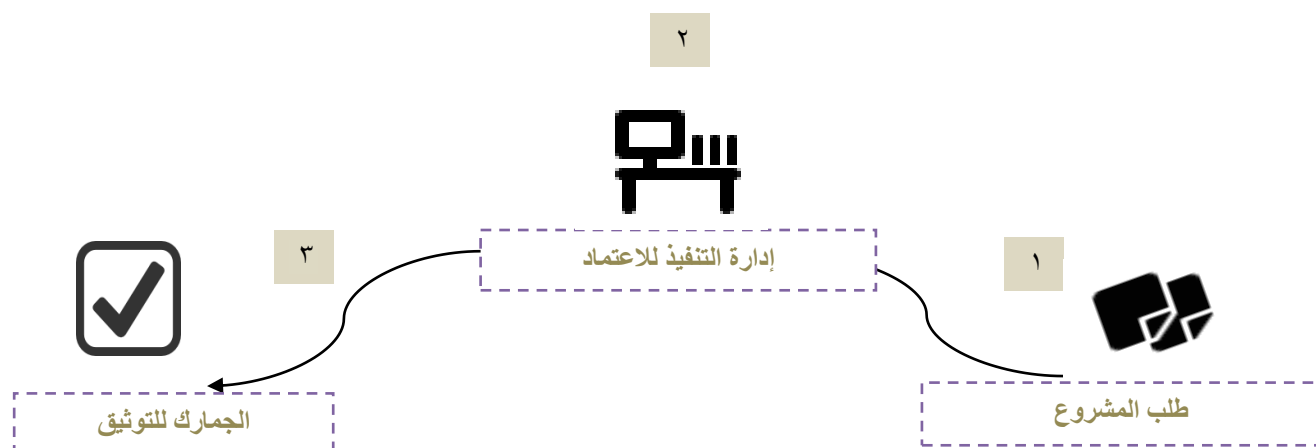 ٢
إدارة التنفيذ للاعتماد
١
٣
طلب المشروع
الجمارك للتوثيق